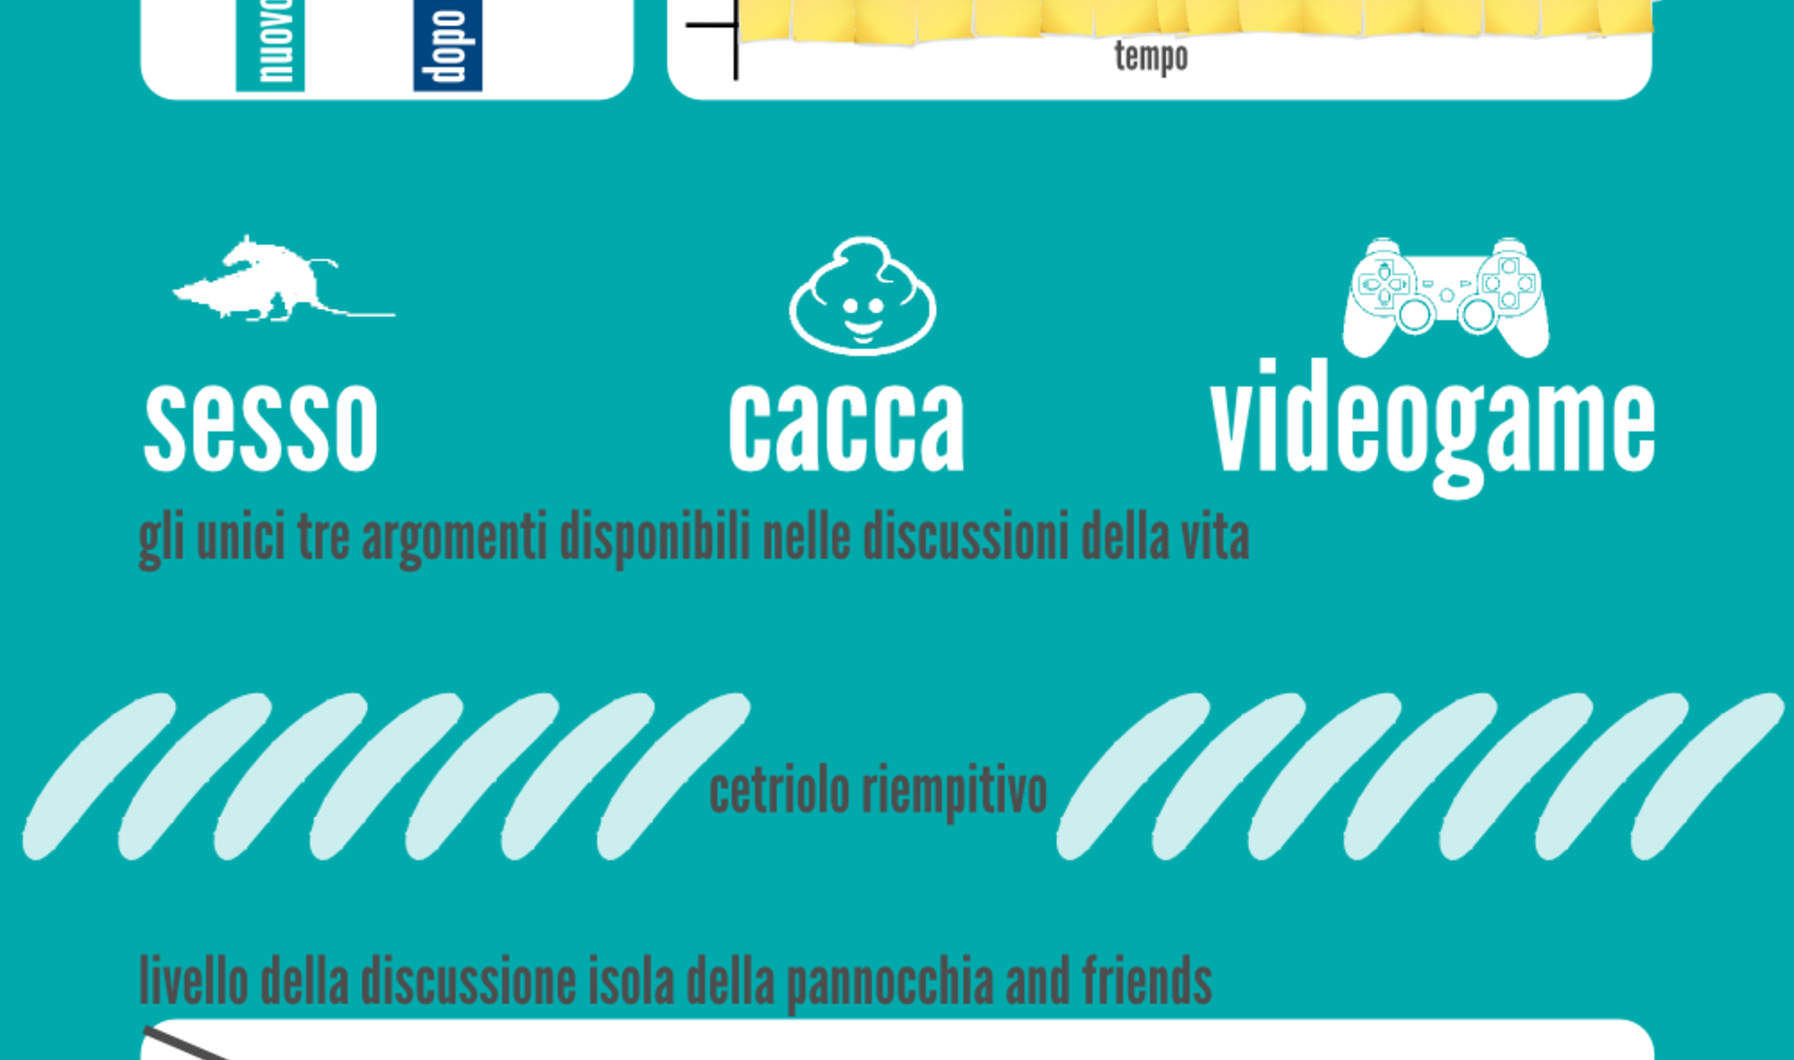 nuovo
dopo
tempo
sesso
cacca
videogame
gli unici tre argomenti disponibili nelle discussioni della vita
cetriolo riempitivo
livello della discussione isola della pannocchia and friends